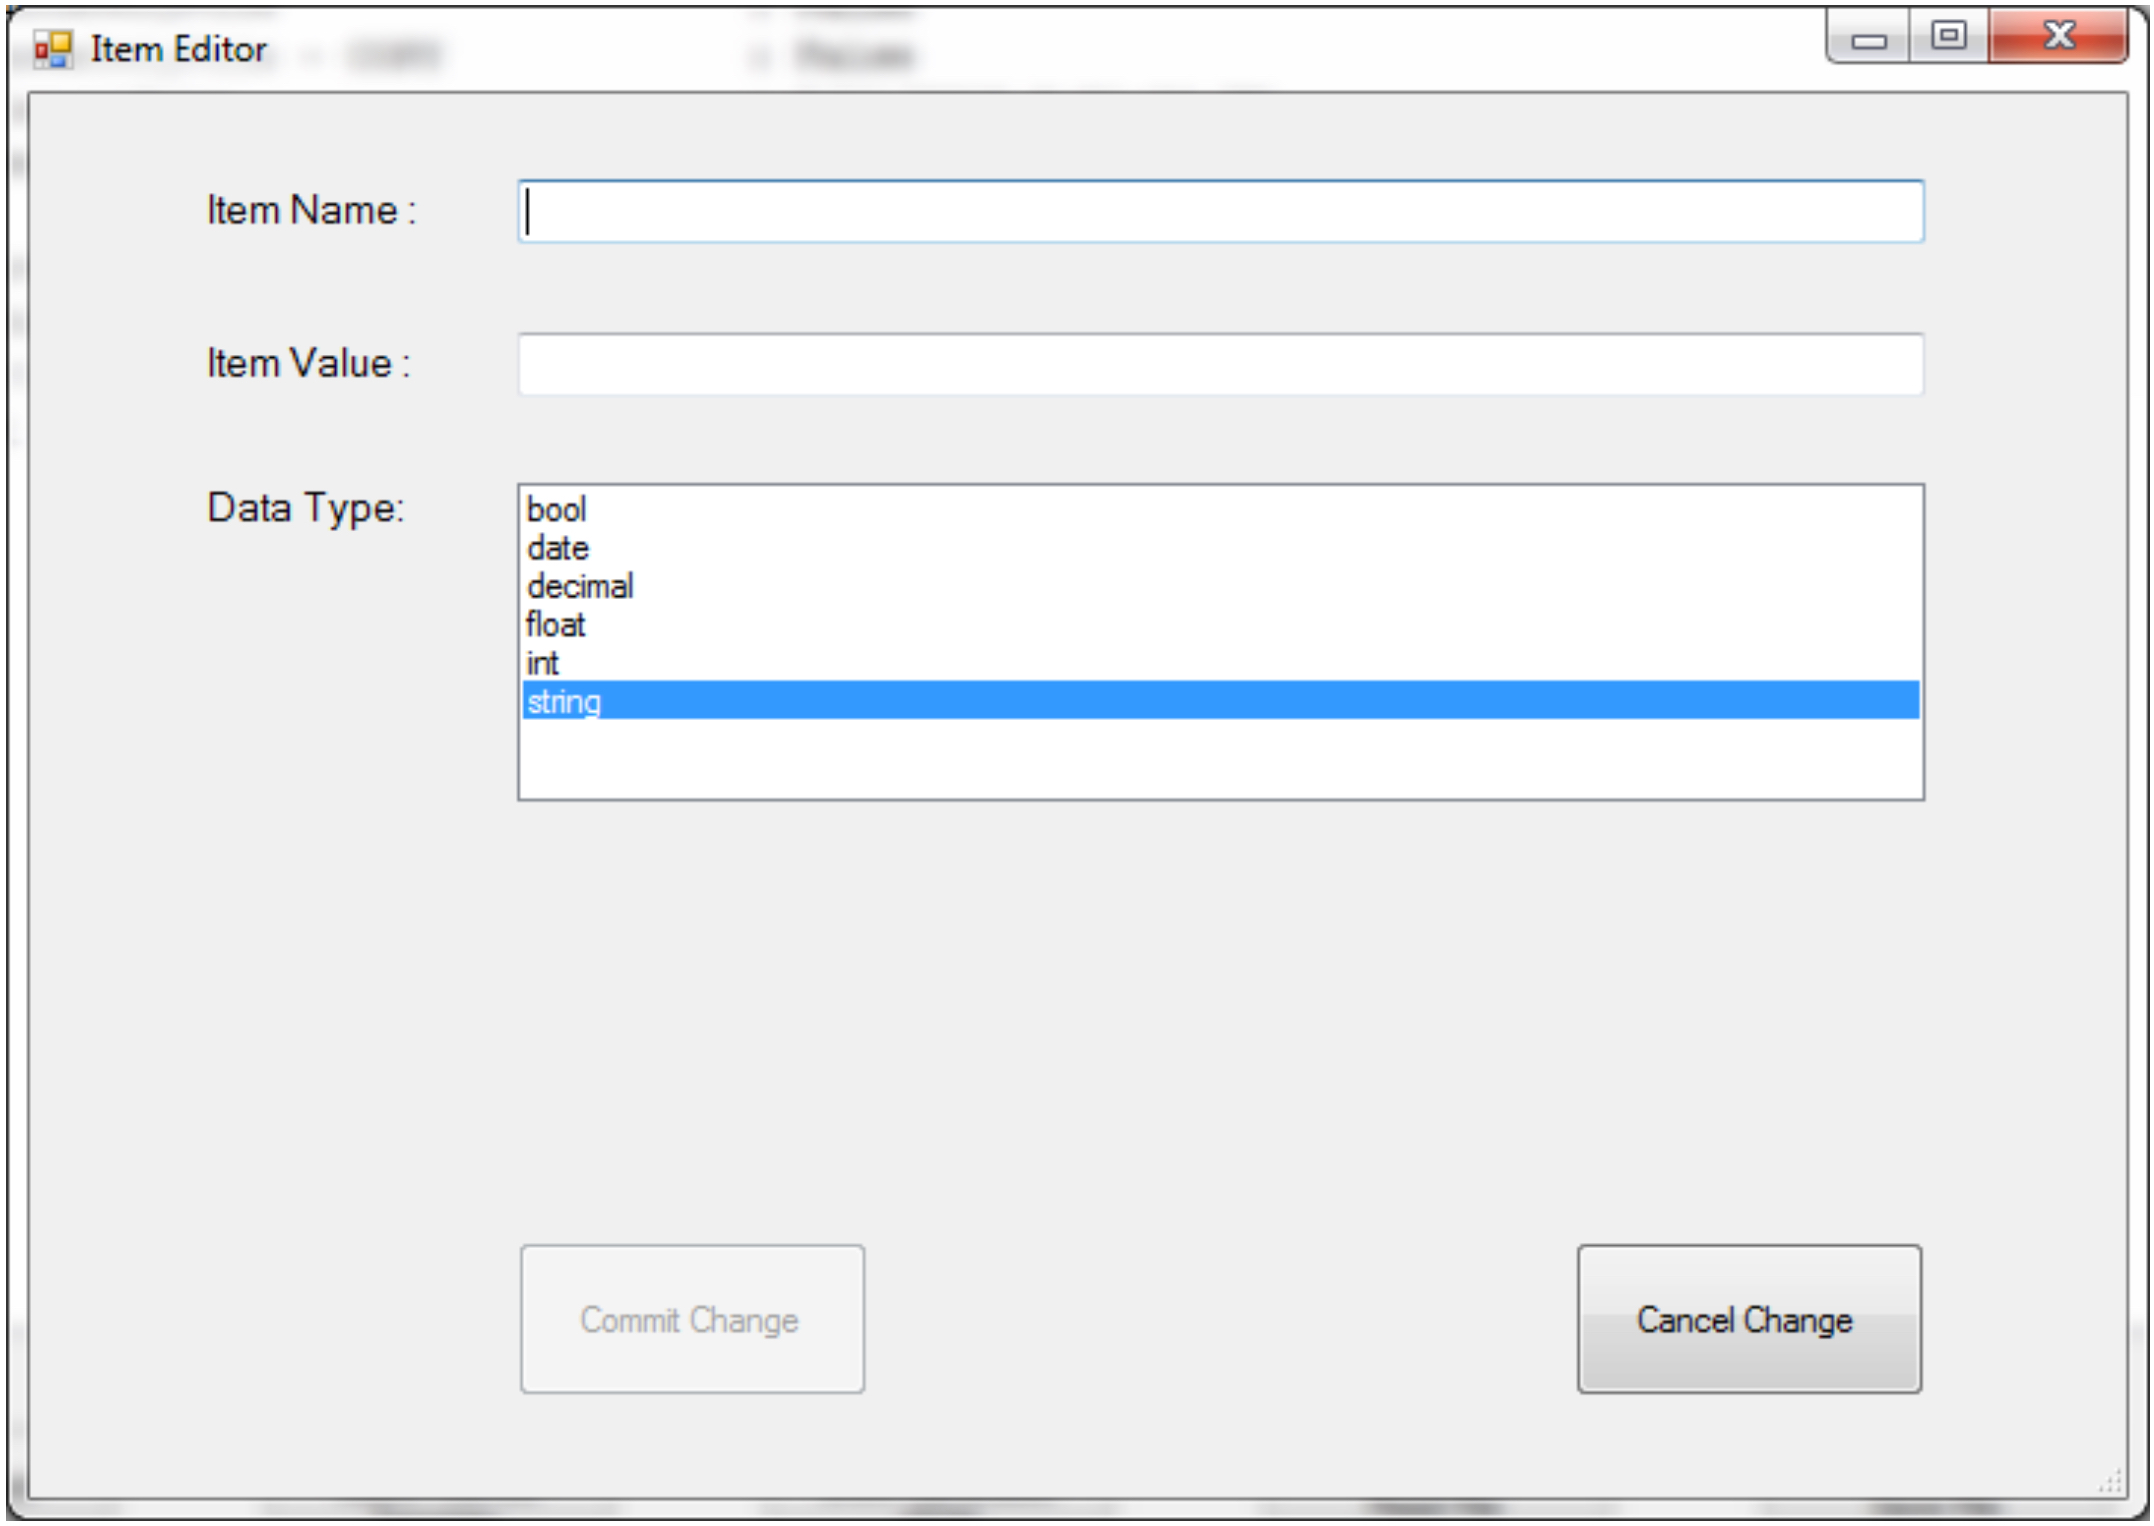 Item Editor
Item Name :
Item Value :
Data Type:
bool
date
decimal
float
int
string
Commit Change
Cancel Change